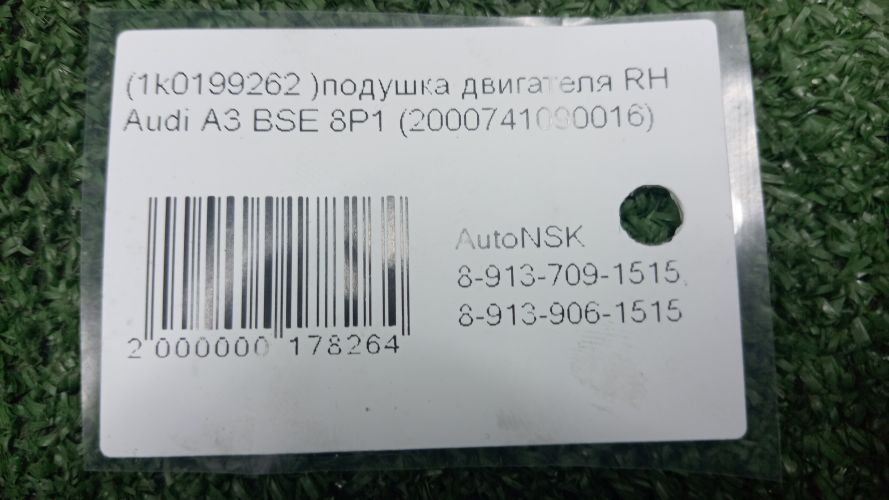 (1k0199262 )подушка двигателя RH
Audi A3 BSE 8P1 (2000741090016)
AutoNSK
8-913-709-1515
8-913-906-1515
2 000000 178264